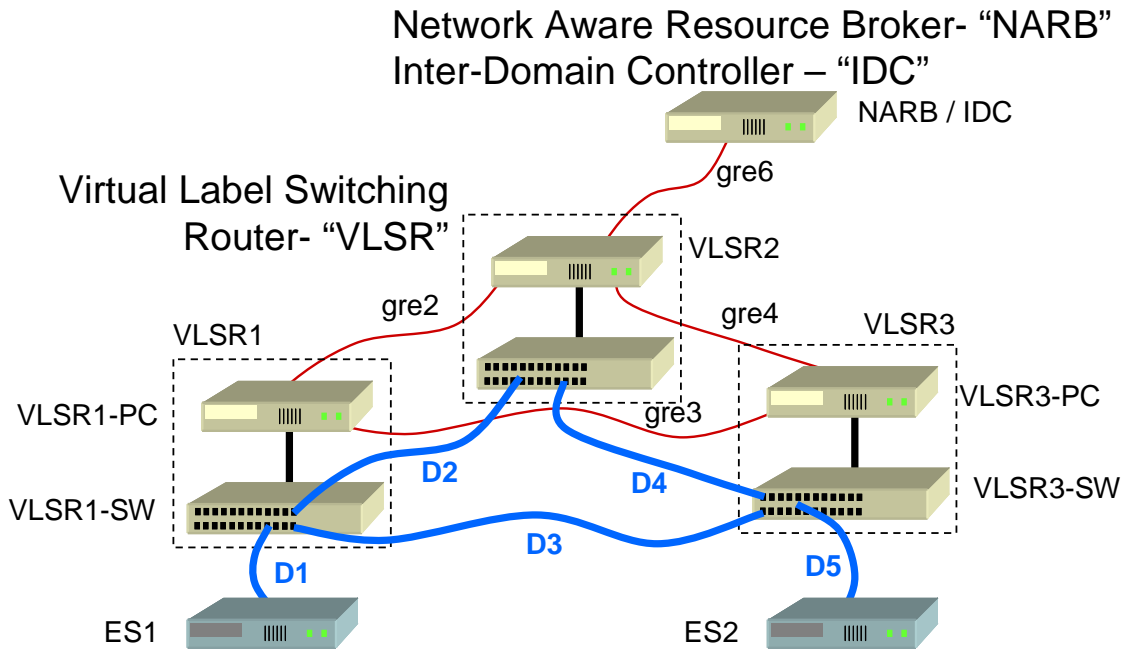 Network Aware Resource Broker- “NARB”
Inter-Domain Controller – “IDC”
NARB / IDC
gre6
Virtual Label Switching
Router- “VLSR”
VLSR2
gre2
gre4
VLSR1
VLSR3
VLSR1-PC
gre3
VLSR3-PC
D2
D4
VLSR1-SW
VLSR3-SW
D3
D1
D5
ES1
ES2